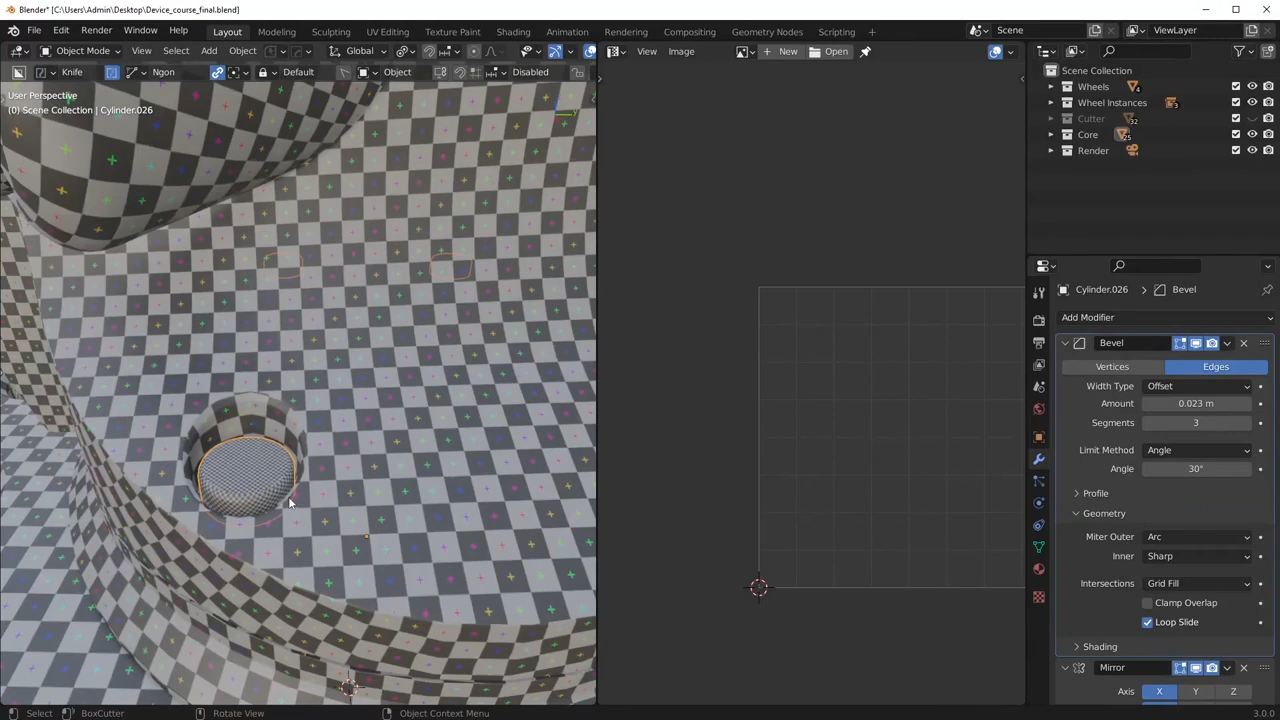 Blender* [C:\Users\Admin\Desktop\Device_course_final.blend]
File Edit Render Window Help Layout Modeling Sculpting UV Editing Texture Paint Shading Animation Rendering Compositing Geometry Nodes Scripting Scene ViewLayer
Object Mode View Select Add Object Global View Image New Open
Knife Ngon Default Object Disabled
User Perspective
(0) Scene Collection | Cylinder.026
Scene Collection
Wheels 4
Wheel Instances 3
Cutter 32
Core 25
Render
Cylinder.026 Bevel
Add Modifier
Bevel
Vertices Edges
Width Type Offset
Amount 0.023 m
Segments 3
Limit Method Angle
Angle 30°
Profile
Geometry
Miter Outer Arc
Inner Sharp
Intersections Grid Fill
Clamp Overlap
Loop Slide
Shading
Mirror
Axis X Y Z
Select BoxCutter Rotate View Object Context Menu 3.0.0